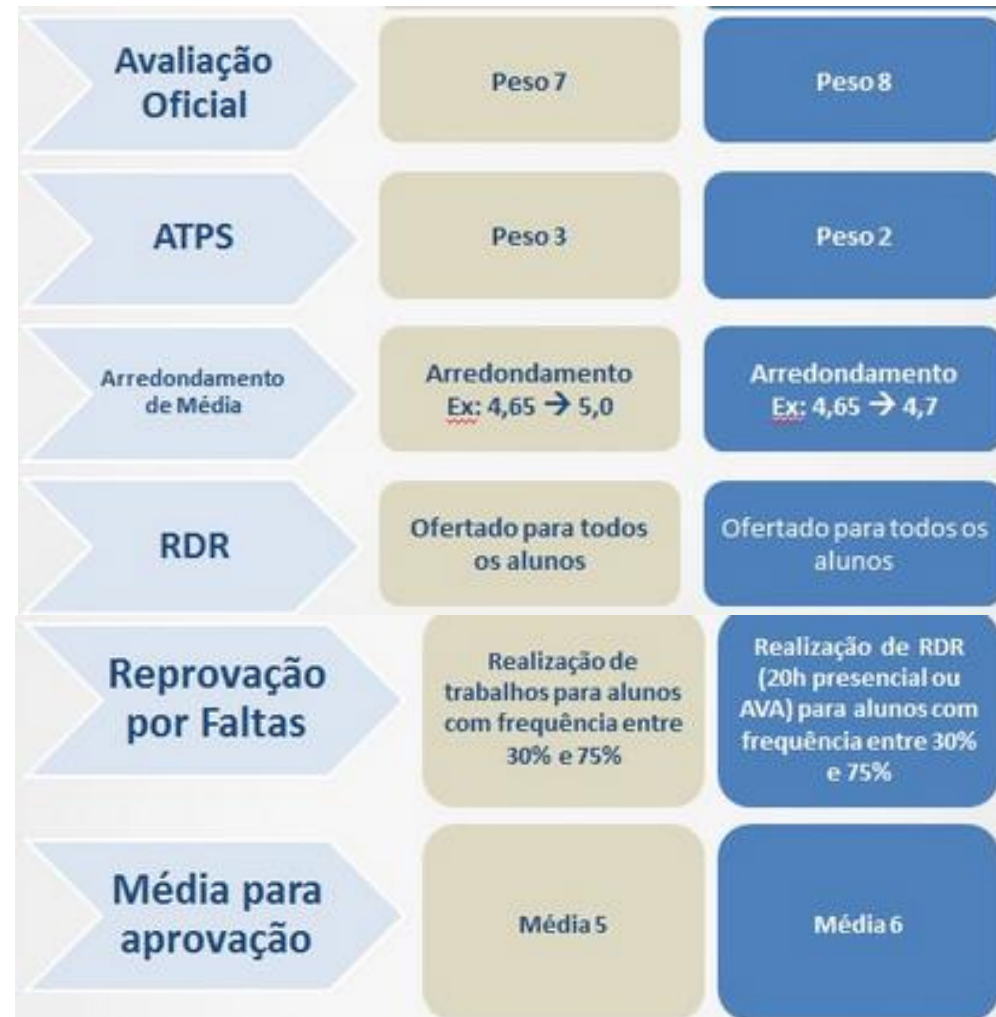 Avaliação
Oficial
Peso 7
Peso 8
ATPS
Peso 3
Peso 2
Arredondamento
de Média
Arredondamento
Ex: 4,65 → 5,0
Arredondamento
Ex: 4,65 → 4,7
RDR
Ofertado para todos
os alunos
Ofertado para todos os
alunos
Reprovação
por Faltas
Realização de
trabalhos para alunos
com frequência entre
30% e 75%
Realização de RDR
(20h presencial ou
AVA) para alunos com
frequência entre 30%
e 75%
Média para
aprovação
Média 5
Média 6